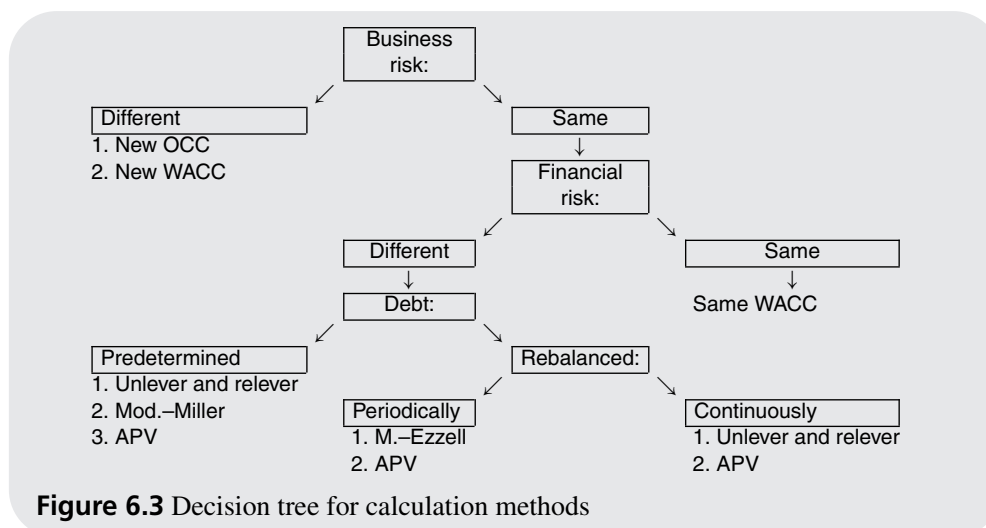 Business
risk:
Different
Same
1. New OCC
2. New WACC
Financial
risk:
Different
Same
Debt:
Same WACC
Predetermined
Rebalanced:
1. Unlever and relever
2. Mod.–Miller
3. APV
Periodically
1. M.–Ezzell
2. APV
Continuously
1. Unlever and relever
2. APV
Figure 6.3 Decision tree for calculation methods